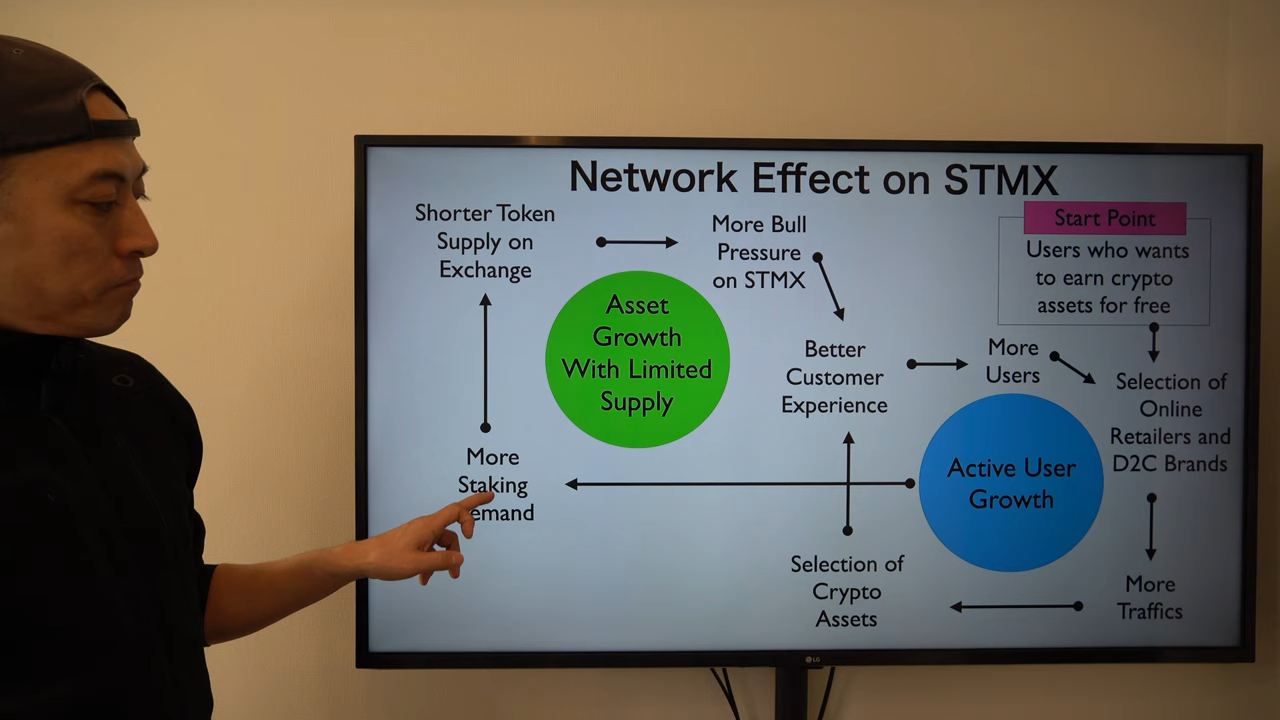 Network Effect on STMX
Shorter Token
Supply on
Exchange
More Bull
Pressure
on STMX
Start Point
Users who wants
to earn crypto
assets for free
Asset
Growth
With Limited
Supply
Better
Customer
Experience
More
Users
Selection of
Online
Retailers and
D2C Brands
More
Staking
emand
Active User
Growth
Selection of
Crypto
Assets
More
Traffics
LG